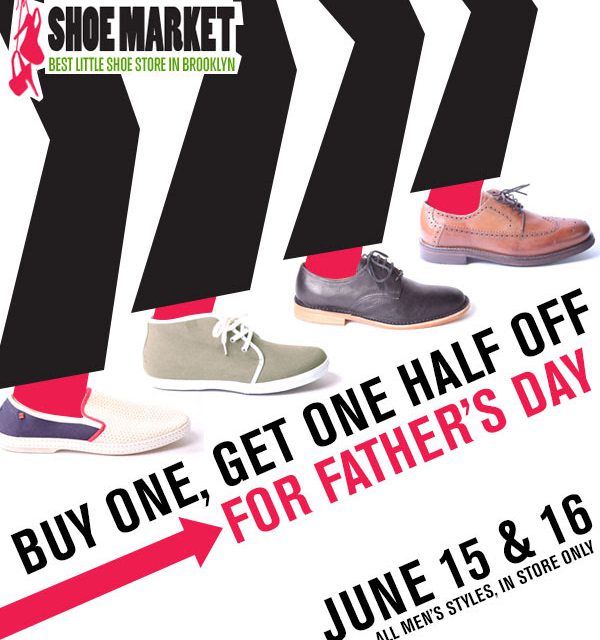 SHOE MARKET
BEST LITTLE SHOE STORE IN BROOKLYN
BUY ONE, GET ONE HALF OFF
FOR FATHER'S DAY
JUNE 15 & 16
ALL MEN'S STYLES, IN STORE ONLY